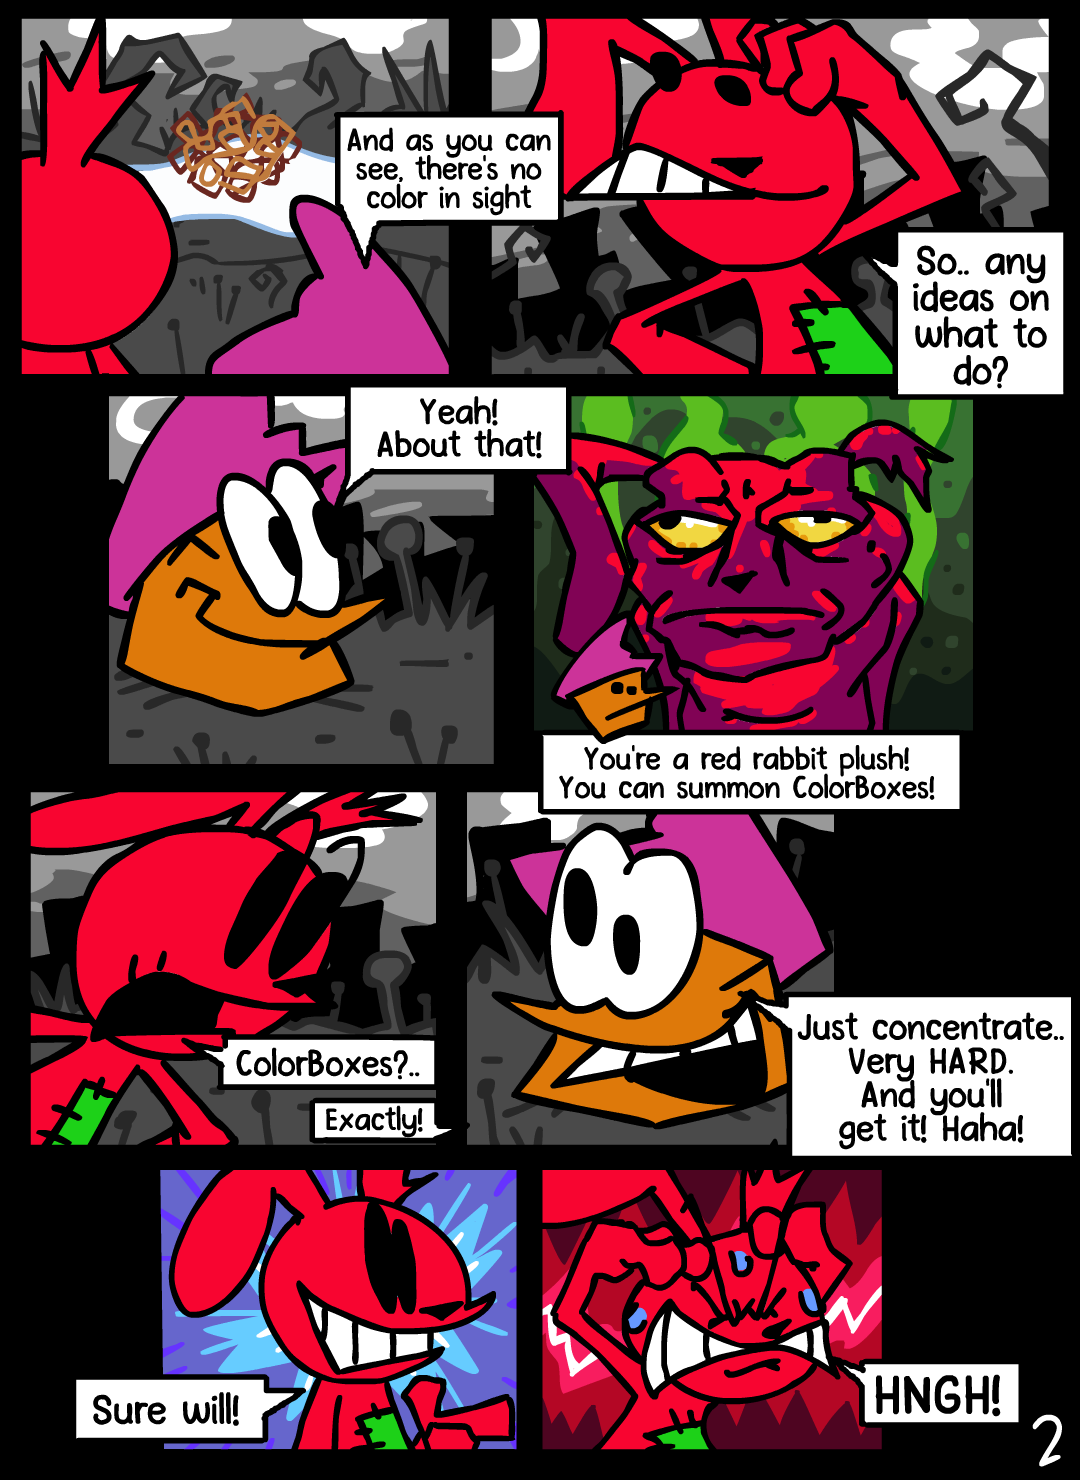 And as you can
see, there's no
color in sight
So.. any
ideas on
what to
do?
Yeah!
About that!
You're a red rabbit plush!
You can summon ColorBoxes!
ColorBoxes?..
Exactly!
Just concentrate..
Very HARD.
And you'll
get it! Haha!
Sure will!
HNGH!
2